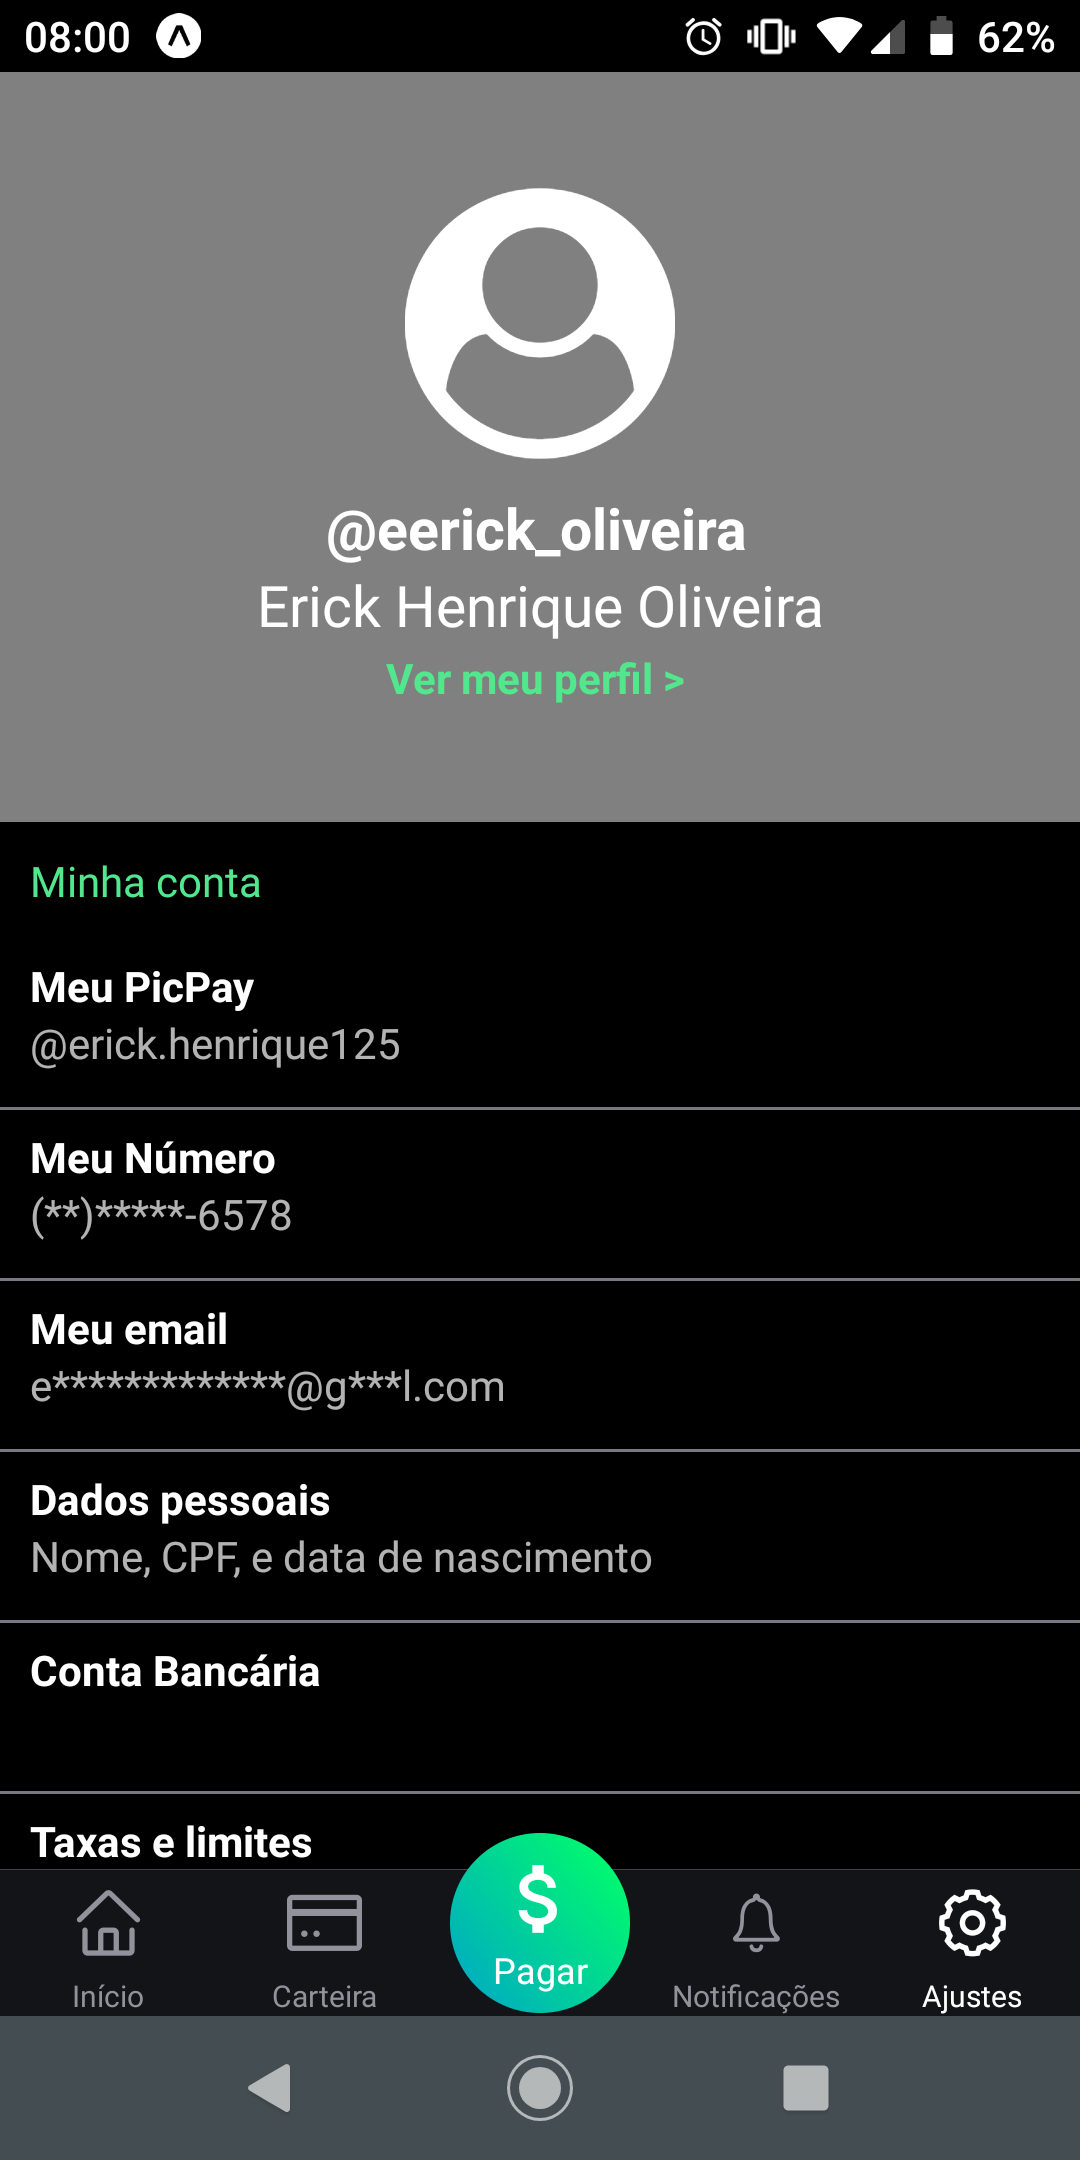 08:00
62%
@eerick_oliveira
Erick Henrique Oliveira
Ver meu perfil >
Minha conta
Meu PicPay
@erick.henrique125
Meu Número
(**)*****-6578
Meu email
e*************@g***l.com
Dados pessoais
Nome, CPF, e data de nascimento
Conta Bancária
Taxas e limites
$
Pagar
Início
Carteira
Notificações
Ajustes